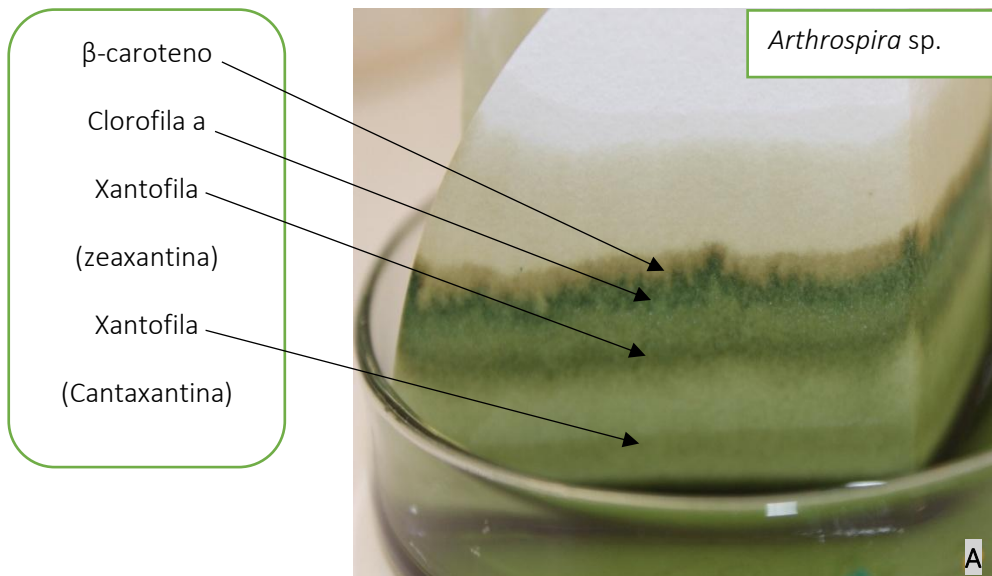 β-caroteno
Clorofila a
Xantofila
(zeaxantina)
Xantofila
(Cantaxantina)
Arthrospira sp.
A